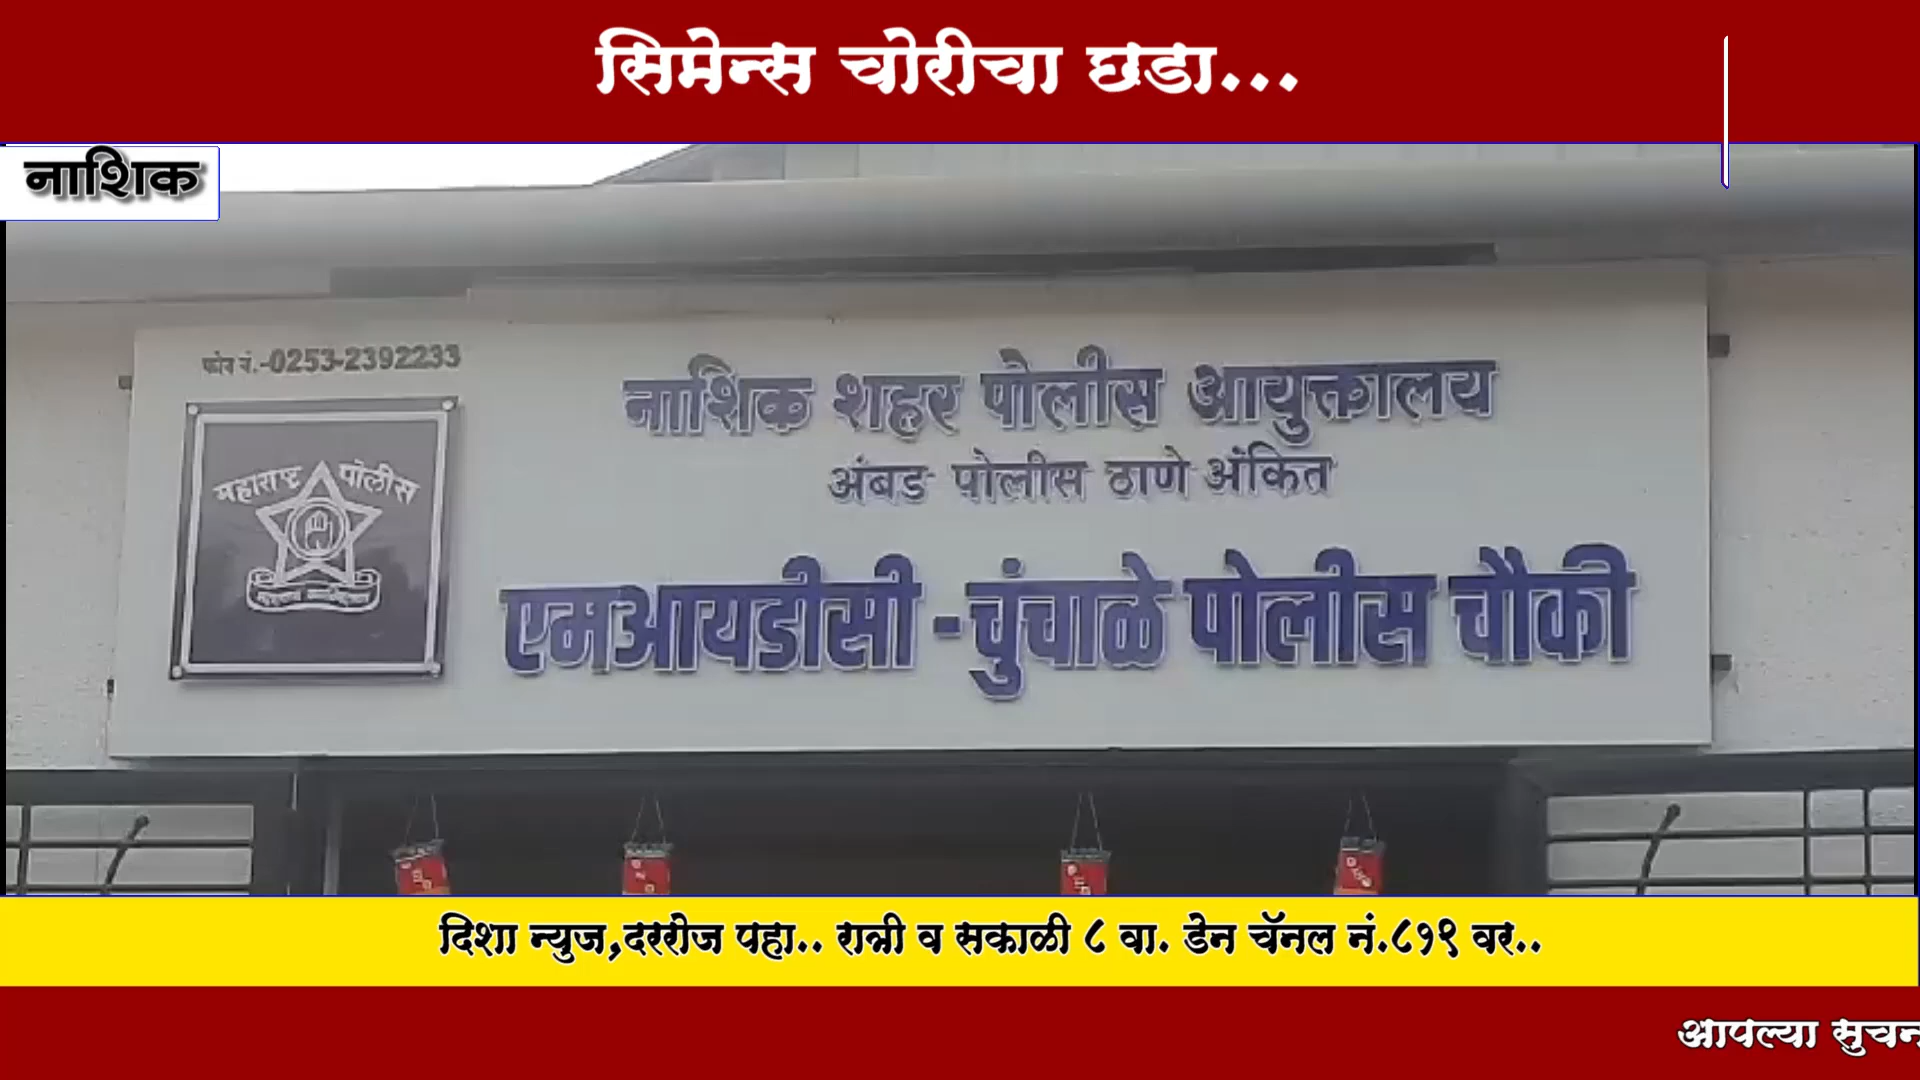 सिमेन्स चोरीचा छडा...
नाशिक
फोन नं.-0253-2392233
नाशिक शहर पोलीस आयुक्तालय
अंबड पोलीस ठाणे अंकित
महाराष्ट्र पोलीस
एमआयडीसी -चुंचाळे पोलीस चौकी
दिशा न्युज,दररोज पहा.. रात्री व सकाळी ८ वा. डेन चॅनल नं.८१९ वर..
आपल्या सुचन